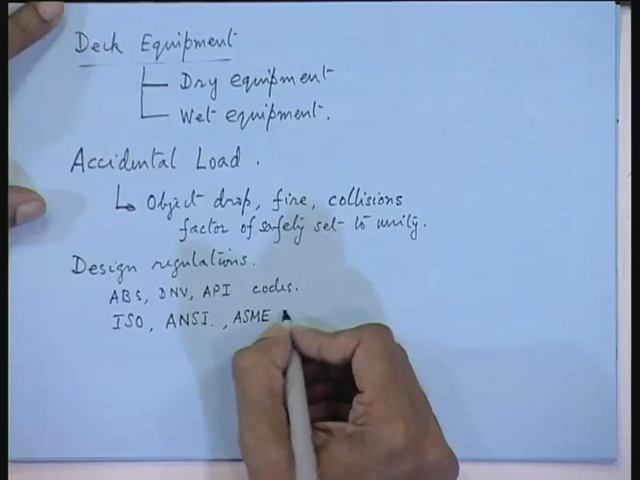 Deck Equipment
Dry equipment
Wet equipment.
Accidental Load.
Object drop, fire, collisions
factor of safety set to unity.
Design regulations.
ABS, DNV, API codes.
ISO, ANSI., ASME